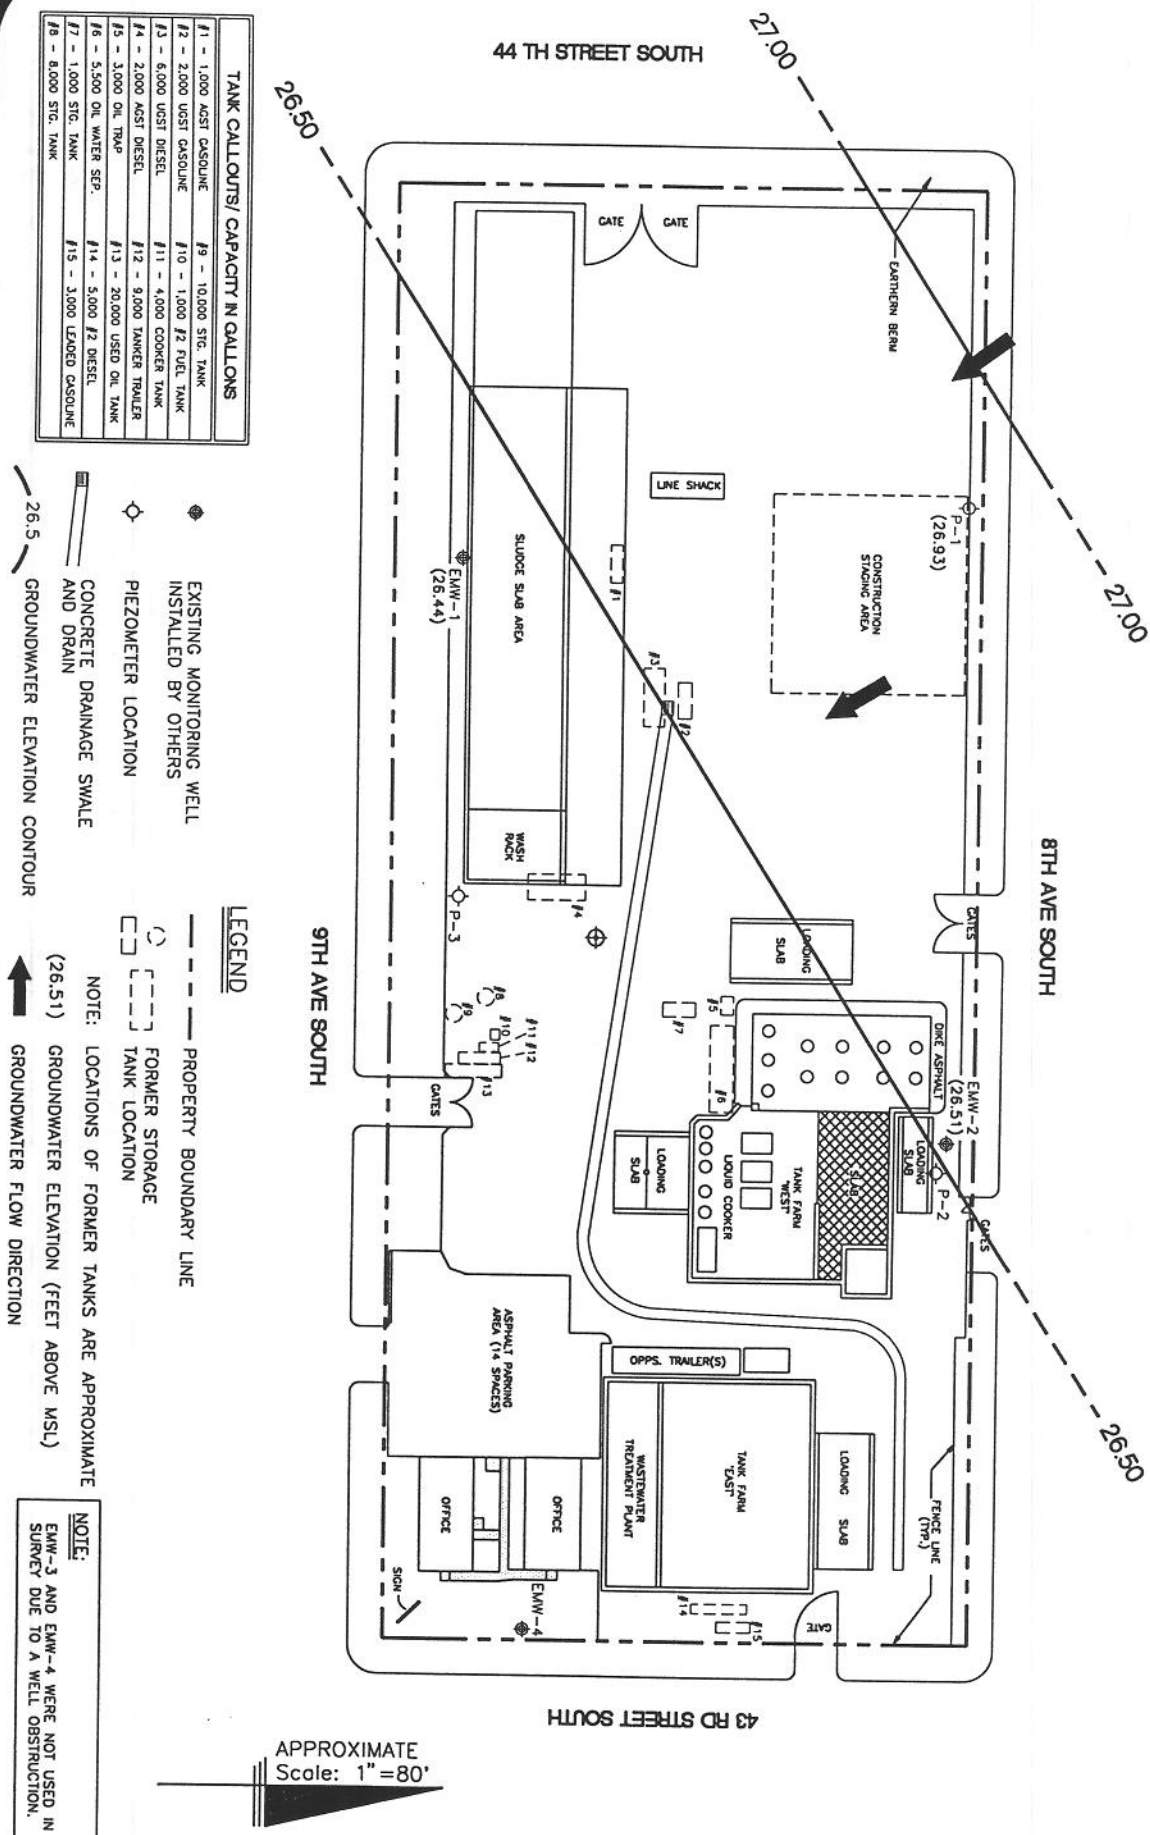 44 TH STREET SOUTH
27.00
27.00
26.50
26.50
8TH AVE SOUTH
9TH AVE SOUTH
43 RD STREET SOUTH
GATE
GATE
EARTHERN BERM
LINE SHACK
CONSTRUCTION
STAGING AREA
P-1
(26.93)
SLUDGE SLAB AREA
#1
#2
#3
EMW-1
(26.44)
WASH
RACK
#4
P-3
GATES
LOADING
SLAB
#5
#6
#7
#8
#9
#10
#11
#12
#13
GATES
DIKE ASPHALT
EMW-2
(26.51)
LOADING
SLAB
P-2
GATES
SLAB
TANK FARM
"WEST"
LIQUID COOKER
LOADING
SLAB
ASPHALT PARKING
AREA (14 SPACES)
OPPS. TRAILER(S)
WASTEWATER
TREATMENT PLANT
TANK FARM
"EAST"
LOADING SLAB
FENCE LINE
(TYP.)
OFFICE
OFFICE
SIGN
EMW-4
#14
#15
GATE
TANK CALLOUTS/ CAPACITY IN GALLONS
#1 - 1,000 AGST GASOLINE
#2 - 2,000 UGST GASOLINE
#3 - 6,000 UGST DIESEL
#4 - 2,000 AGST DIESEL
#5 - 3,000 OIL TRAP
#6 - 5,500 OIL WATER SEP.
#7 - 1,000 STG. TANK
#8 - 8,000 STG. TANK
#9 - 10,000 STG. TANK
#10 - 1,000 #2 FUEL TANK
#11 - 4,000 COOKER TANK
#12 - 9,000 TANKER TRAILER
#13 - 20,000 USED OIL TANK
#14 - 5,000 #2 DIESEL
#15 - 3,000 LEADED GASOLINE
LEGEND
EXISTING MONITORING WELL
INSTALLED BY OTHERS
PIEZOMETER LOCATION
CONCRETE DRAINAGE SWALE
AND DRAIN
26.5
GROUNDWATER ELEVATION CONTOUR
PROPERTY BOUNDARY LINE
FORMER STORAGE
TANK LOCATION
NOTE: LOCATIONS OF FORMER TANKS ARE APPROXIMATE
(26.51) GROUNDWATER ELEVATION (FEET ABOVE MSL)
GROUNDWATER FLOW DIRECTION
NOTE:
EMW-3 AND EMW-4 WERE NOT USED IN
SURVEY DUE TO A WELL OBSTRUCTION.
APPROXIMATE
Scale: 1"=80'